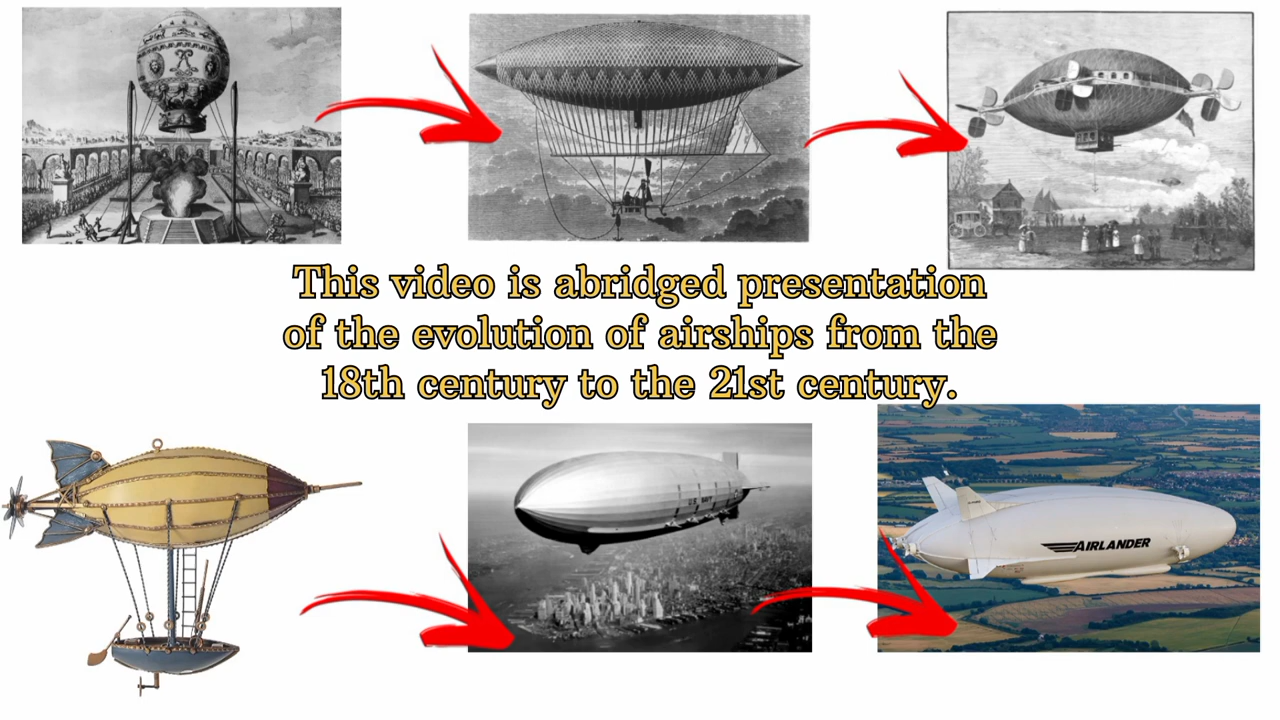 This video is abridged presentation
of the evolution of airships from the
18th century to the 21st century.
U.S. NAVY
AIRLANDER